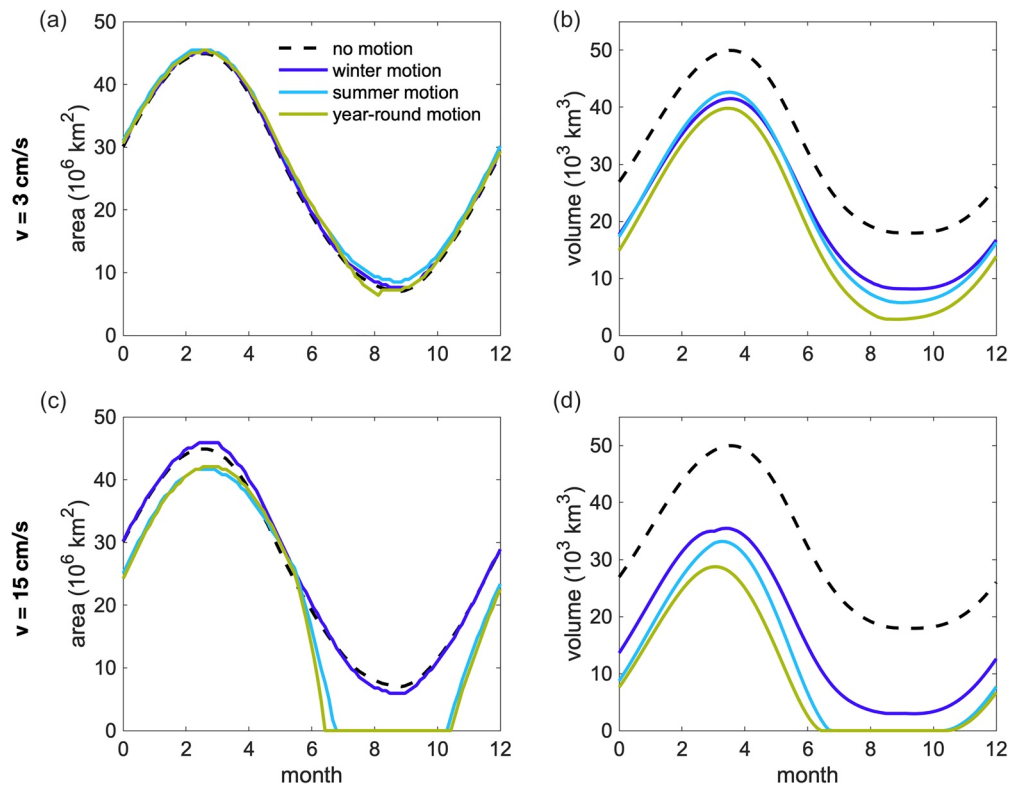 (a)
50
40
30
20
10
0
0 2 4 6 8 10 12
area (10⁶ km²)
v = 3 cm/s
no motion
winter motion
summer motion
year-round motion
(b)
50
40
30
20
10
0
0 2 4 6 8 10 12
volume (10³ km³)
(c)
50
40
30
20
10
0
0 2 4 6 8 10 12
area (10⁶ km²)
v = 15 cm/s
month
(d)
50
40
30
20
10
0
0 2 4 6 8 10 12
volume (10³ km³)
month